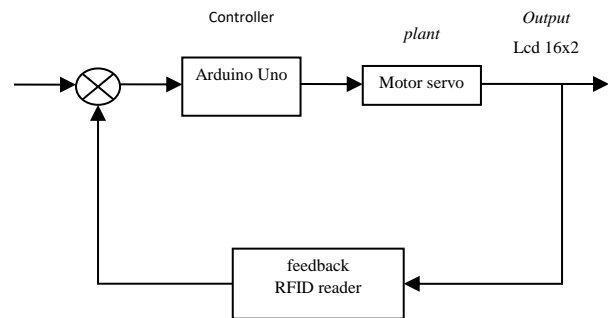 Controller
Output
plant
Lcd 16x2
Arduino Uno
Motor servo
feedback
RFID reader